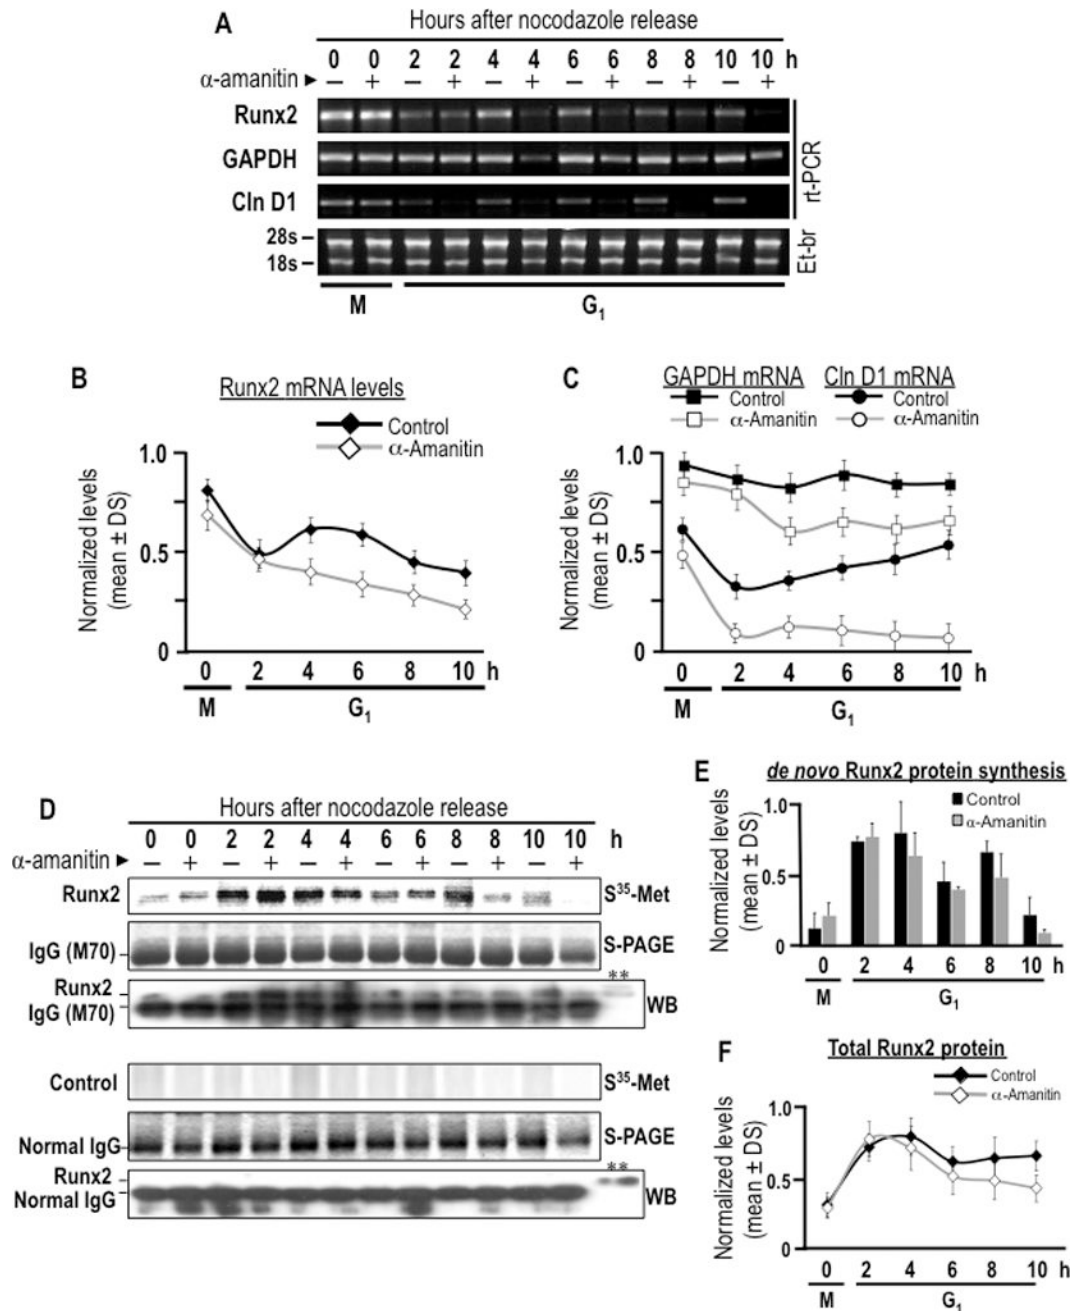 A
Hours after nocodazole release
0 0 2 2 4 4 6 6 8 8 10 10 h
α-amanitin ► – + – + – + – + – + – +
Runx2
GAPDH
Cln D1
rt-PCR
28s
18s
Et-br
M G1
B
Runx2 mRNA levels
Control
α-Amanitin
Normalized levels
(mean ± DS)
1.0
0.5
0
0 2 4 6 8 10 h
M G1
C
GAPDH mRNA Cln D1 mRNA
Control Control
α-Amanitin α-Amanitin
Normalized levels
(mean ± DS)
1.0
0.5
0
0 2 4 6 8 10 h
M G1
D
Hours after nocodazole release
0 0 2 2 4 4 6 6 8 8 10 10 h
α-amanitin ► – + – + – + – + – + – +
Runx2 S35-Met
IgG (M70) S-PAGE
**
Runx2
IgG (M70) WB
Control S35-Met
Normal IgG S-PAGE
**
Runx2
Normal IgG WB
E
de novo Runx2 protein synthesis
Control
α-Amanitin
Normalized levels
(mean ± DS)
1.0
0.5
0
0 2 4 6 8 10 h
M G1
F
Total Runx2 protein
Control
α-Amanitin
Normalized levels
(mean ± DS)
1.0
0.5
0
0 2 4 6 8 10 h
M G1